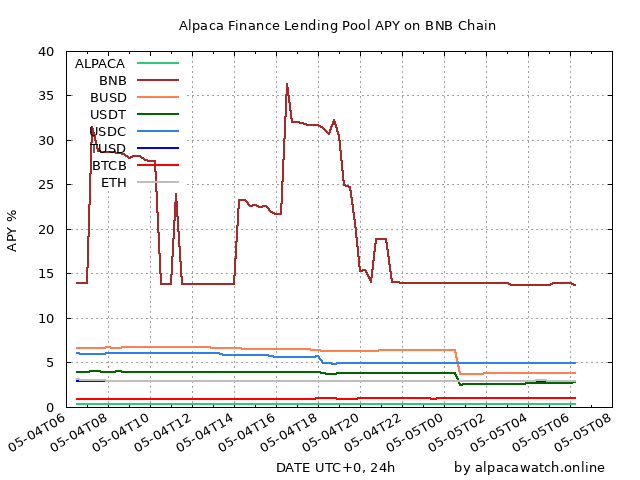 Alpaca Finance Lending Pool APY on BNB Chain
40
35
30
25
20
15
10
5
0
APY %
ALPACA
BNB
BUSD
USDT
USDC
TUSD
BTCB
ETH
05-04T06
05-04T08
05-04T10
05-04T12
05-04T14
05-04T16
05-04T18
05-04T20
05-04T22
05-05T00
05-05T02
05-05T04
05-05T06
05-05T08
DATE UTC+0, 24h
by alpacawatch.online